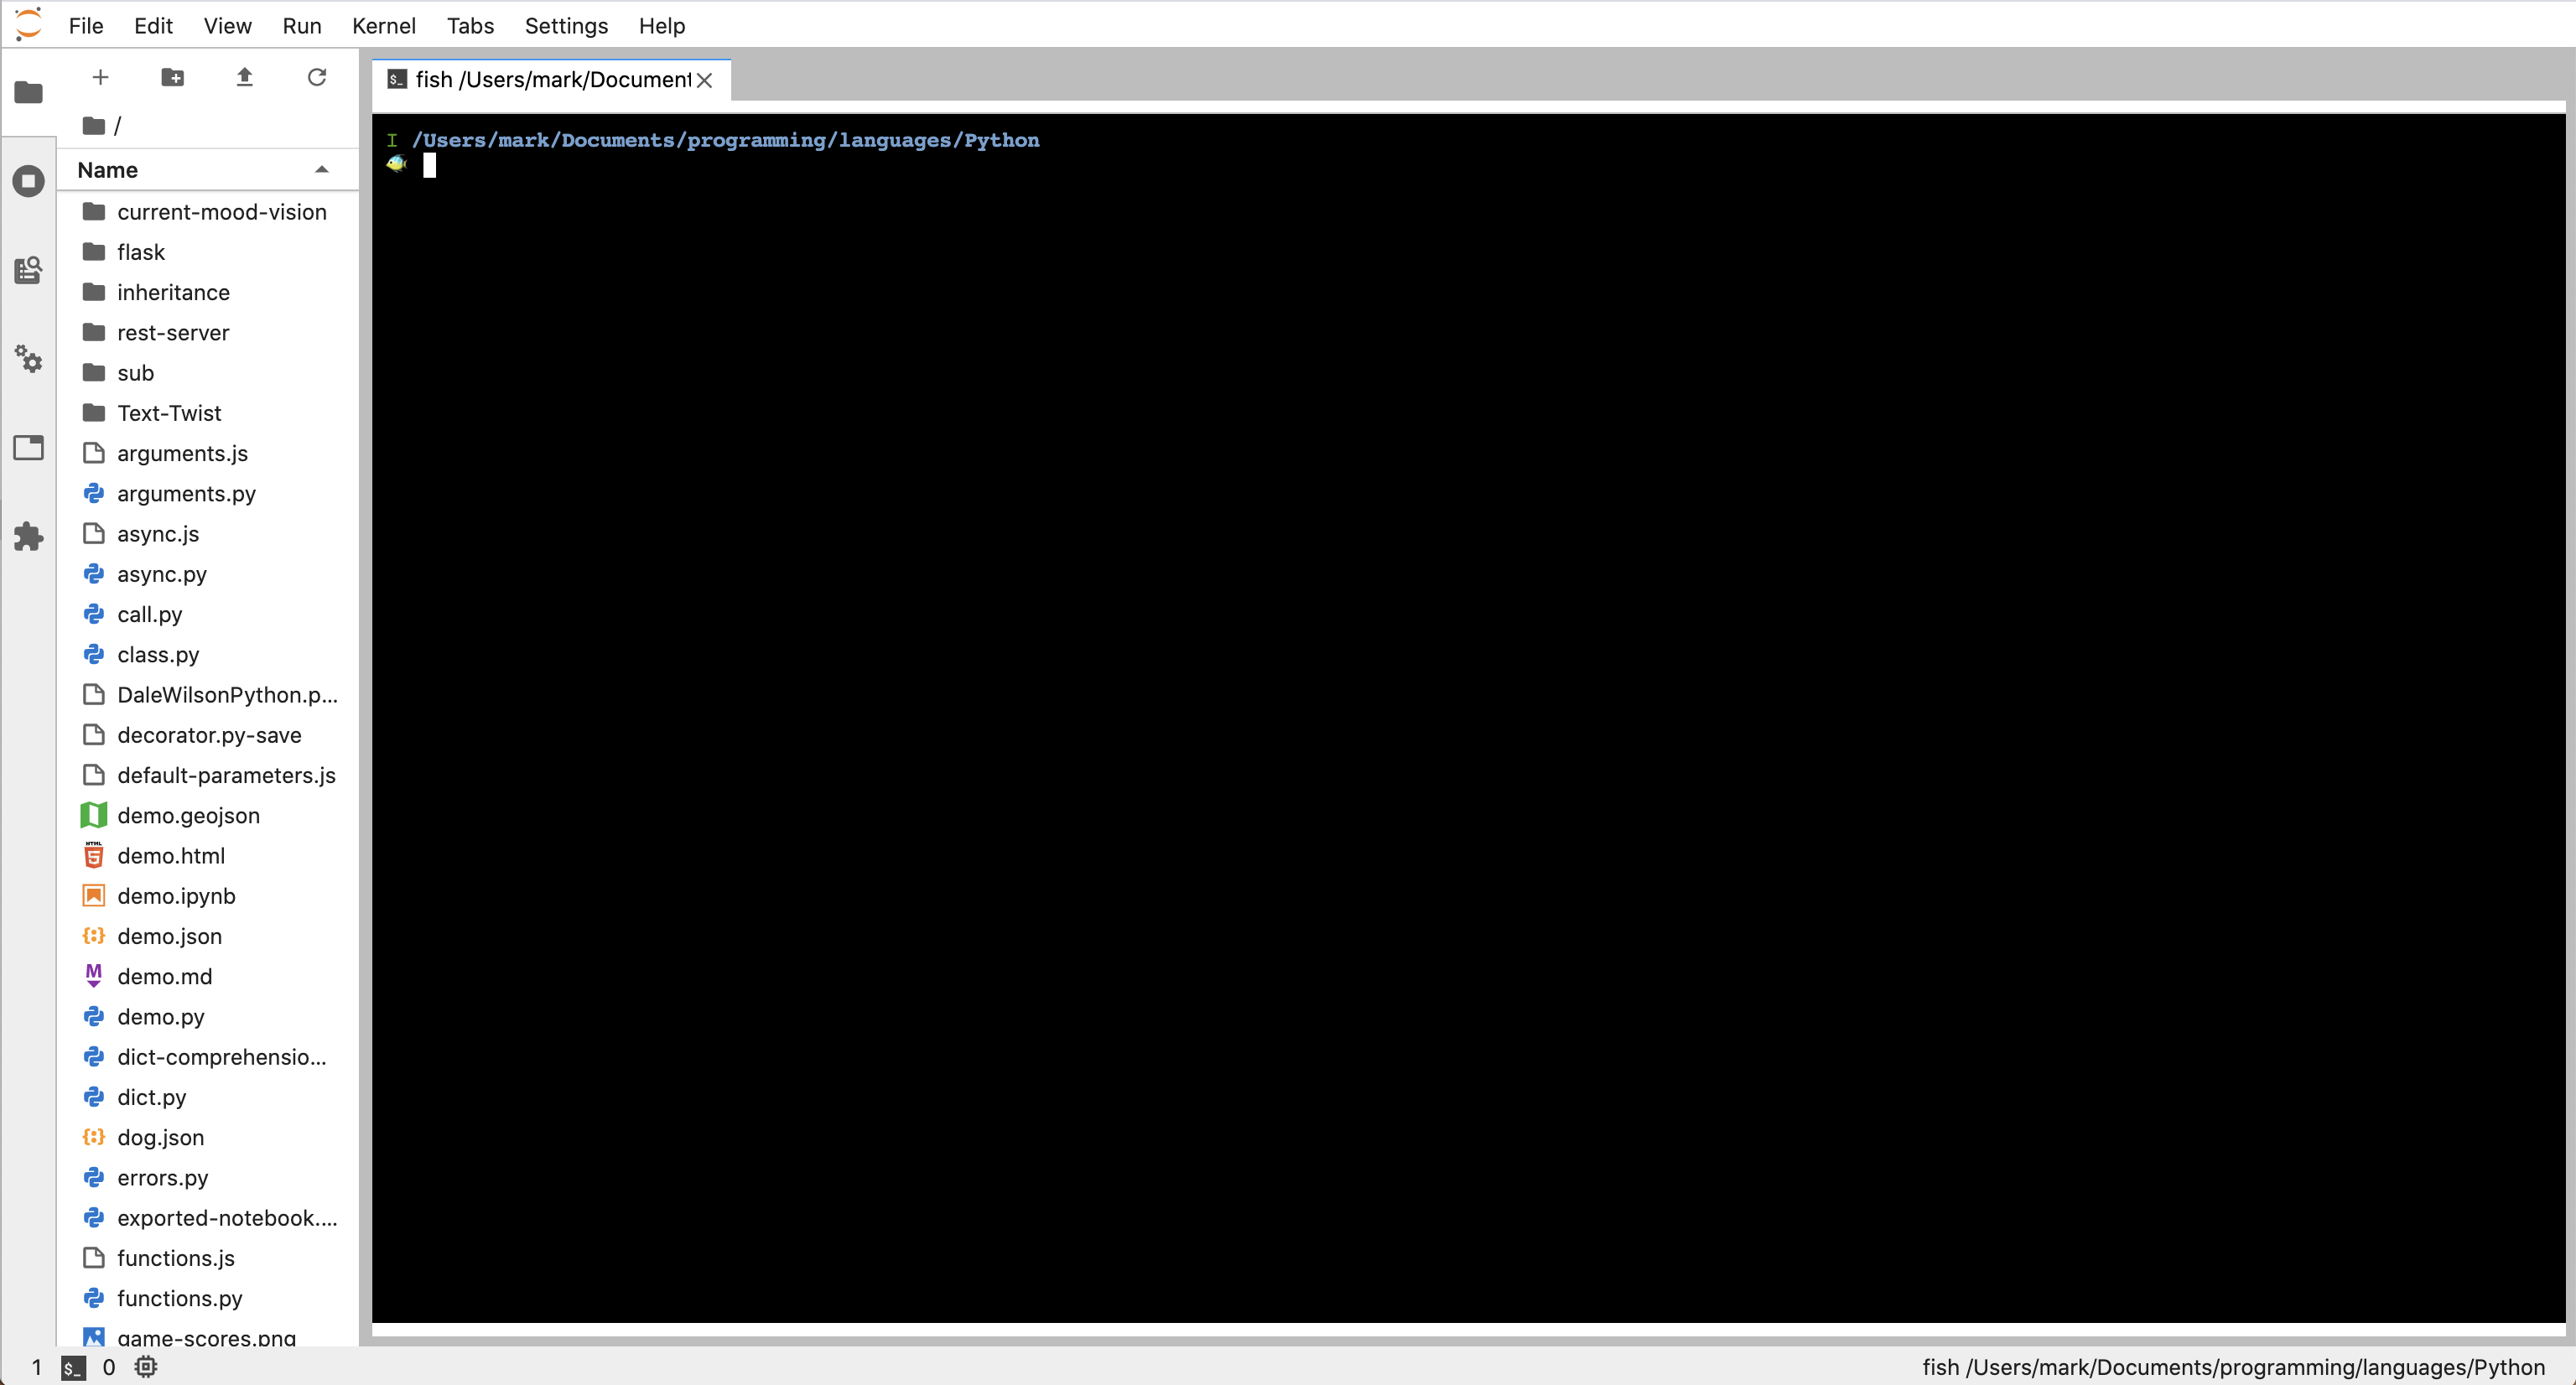 File Edit View Run Kernel Tabs Settings Help
fish /Users/mark/Document
/
Name
current-mood-vision
flask
inheritance
rest-server
sub
Text-Twist
arguments.js
arguments.py
async.js
async.py
call.py
class.py
DaleWilsonPython.p...
decorator.py-save
default-parameters.js
demo.geojson
demo.html
demo.ipynb
demo.json
demo.md
demo.py
dict-comprehensio...
dict.py
dog.json
errors.py
exported-notebook....
functions.js
functions.py
game-scores.png
I /Users/mark/Documents/programming/languages/Python
1 $_ 0
fish /Users/mark/Documents/programming/languages/Python